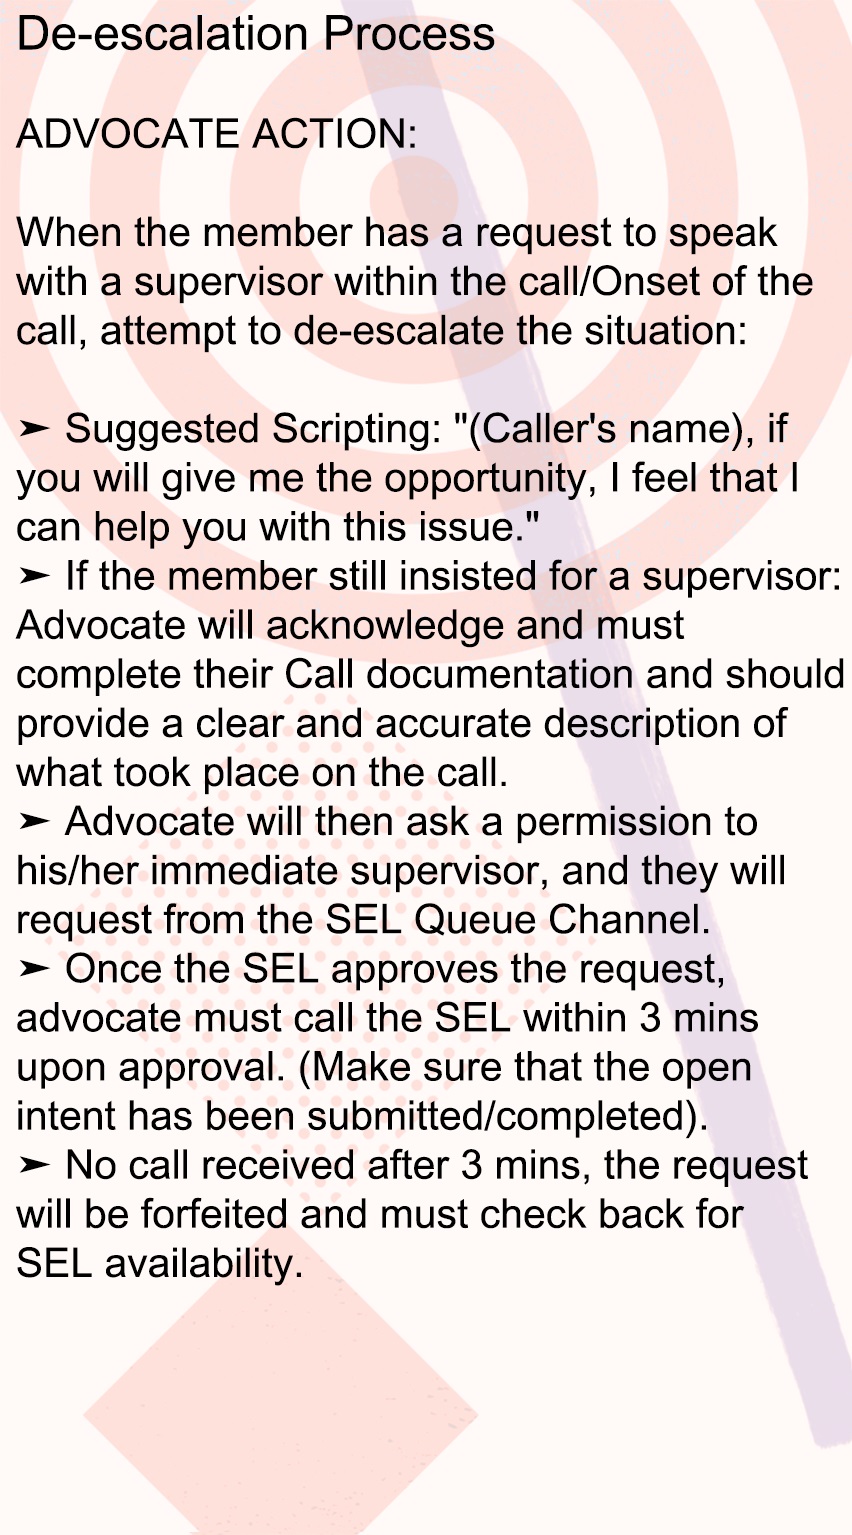 De-escalation Process
ADVOCATE ACTION:
When the member has a request to speak
with a supervisor within the call/Onset of the
call, attempt to de-escalate the situation:
➤ Suggested Scripting: "(Caller's name), if
you will give me the opportunity, I feel that I
can help you with this issue."
➤ If the member still insisted for a supervisor:
Advocate will acknowledge and must
complete their Call documentation and should
provide a clear and accurate description of
what took place on the call.
➤ Advocate will then ask a permission to
his/her immediate supervisor, and they will
request from the SEL Queue Channel.
➤ Once the SEL approves the request,
advocate must call the SEL within 3 mins
upon approval. (Make sure that the open
intent has been submitted/completed).
➤ No call received after 3 mins, the request
will be forfeited and must check back for
SEL availability.